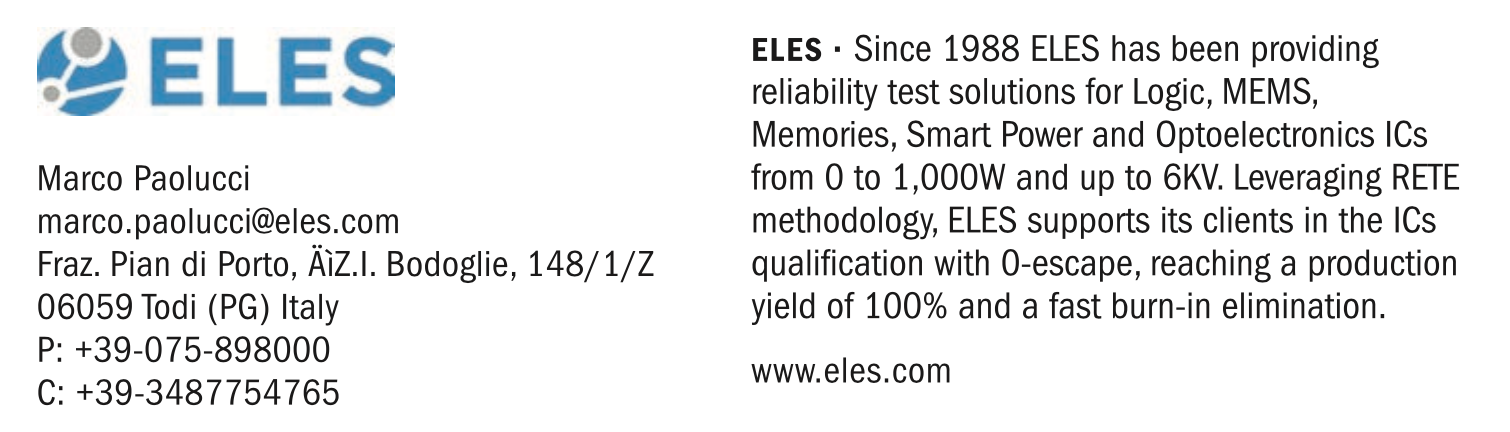 ELES
Marco Paolucci
marco.paolucci@eles.com
Fraz. Pian di Porto, ÄìZ.I. Bodoglie, 148/1/Z
06059 Todi (PG) Italy
P: +39-075-898000
C: +39-3487754765
ELES · Since 1988 ELES has been providing
reliability test solutions for Logic, MEMS,
Memories, Smart Power and Optoelectronics ICs
from 0 to 1,000W and up to 6KV. Leveraging RETE
methodology, ELES supports its clients in the ICs
qualification with 0-escape, reaching a production
yield of 100% and a fast burn-in elimination.
www.eles.com